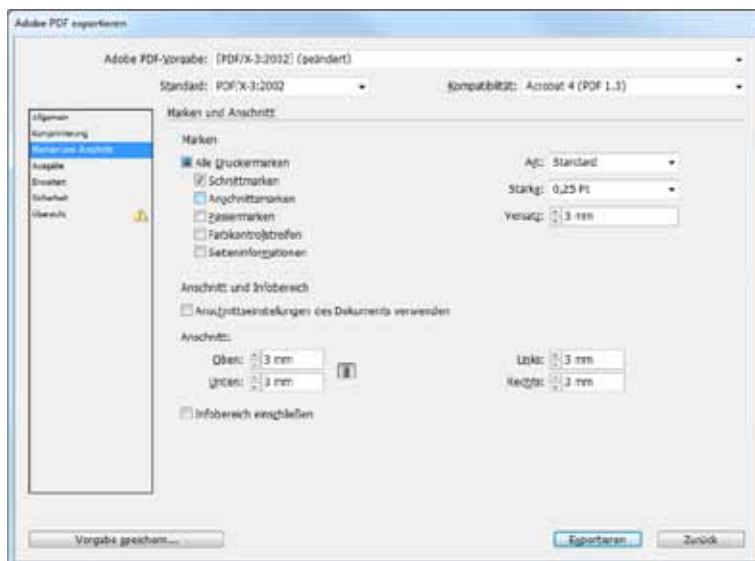 Adobe PDF exportieren
Adobe PDF-Vorgabe: [PDF/X-3:2002] (geändert)
Standard: PDF/X-3:2002 Kompatibilität: Acrobat 4 (PDF 1.3)
Allgemein
Komprimierung
Marken und Anschnitt
Ausgabe
Erweitert
Sicherheit
Übersicht
Marken und Anschnitt
Marken
Alle Druckermarken
Schnittmarken
Anschnittsmarken
Passermarken
Farbkontrollstreifen
Seiteninformationen
Art: Standard
Stärke: 0,25 Pt
Versatz: 3 mm
Anschnitt und Infobereich
Anschnittseinstellungen des Dokuments verwenden
Anschnitt:
Oben: 3 mm Links: 3 mm
Unten: 3 mm Rechts: 3 mm
Infobereich einschließen
Vorgabe speichern... Exportieren Zurück